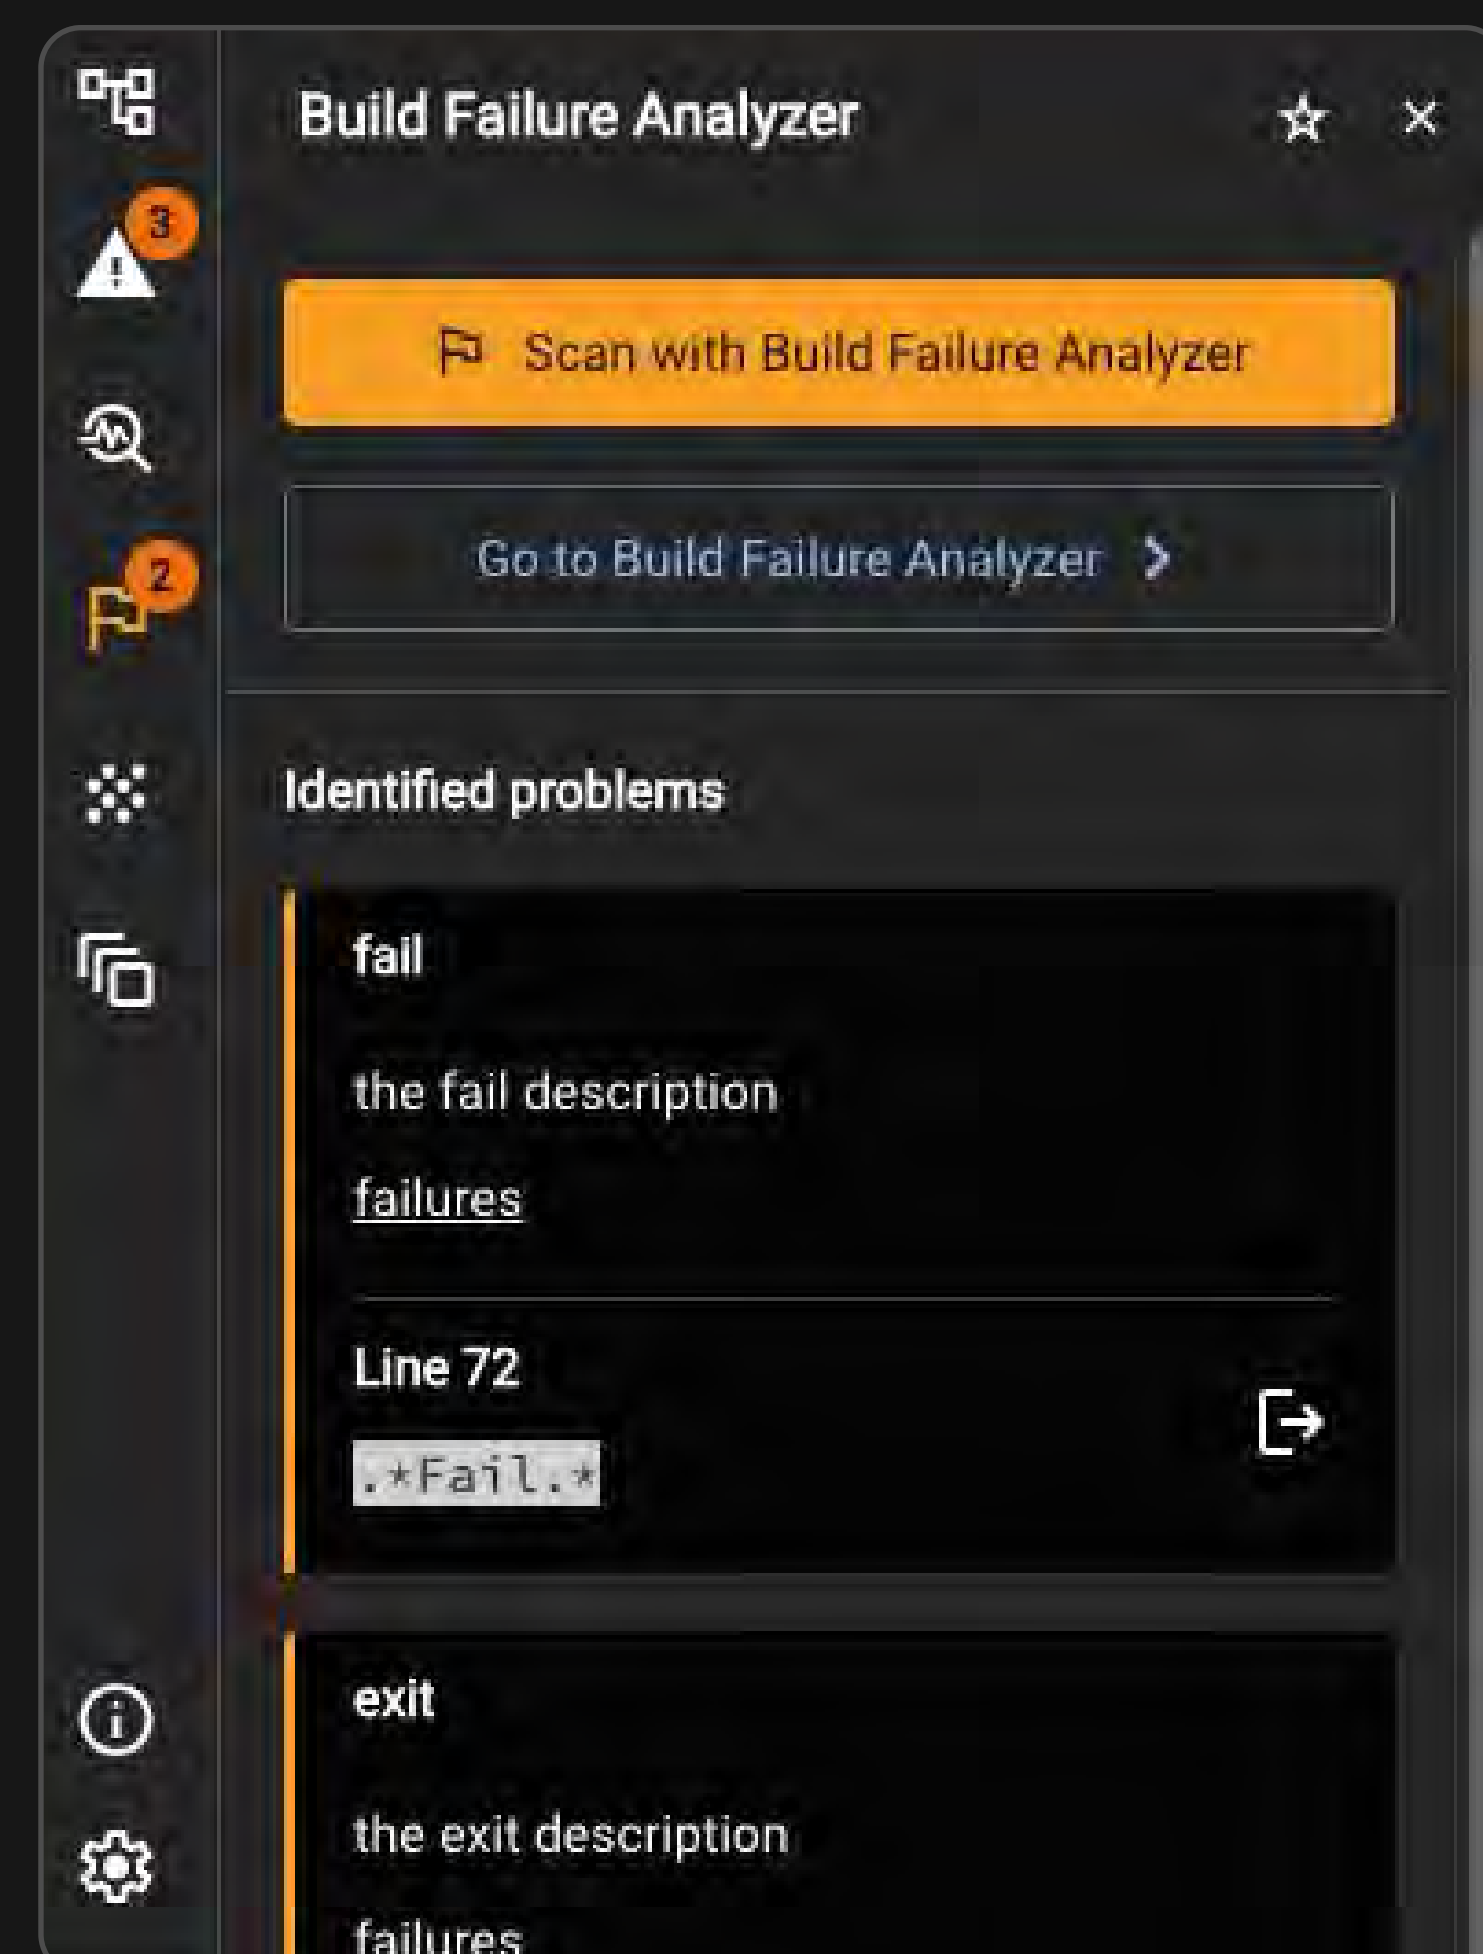 Build Failure Analyzer
3
Scan with Build Failure Analyzer
Go to Build Failure Analyzer
2
Identified problems
fail
the fail description
failures
Line 72
.*Fail.*
exit
the exit description
failures